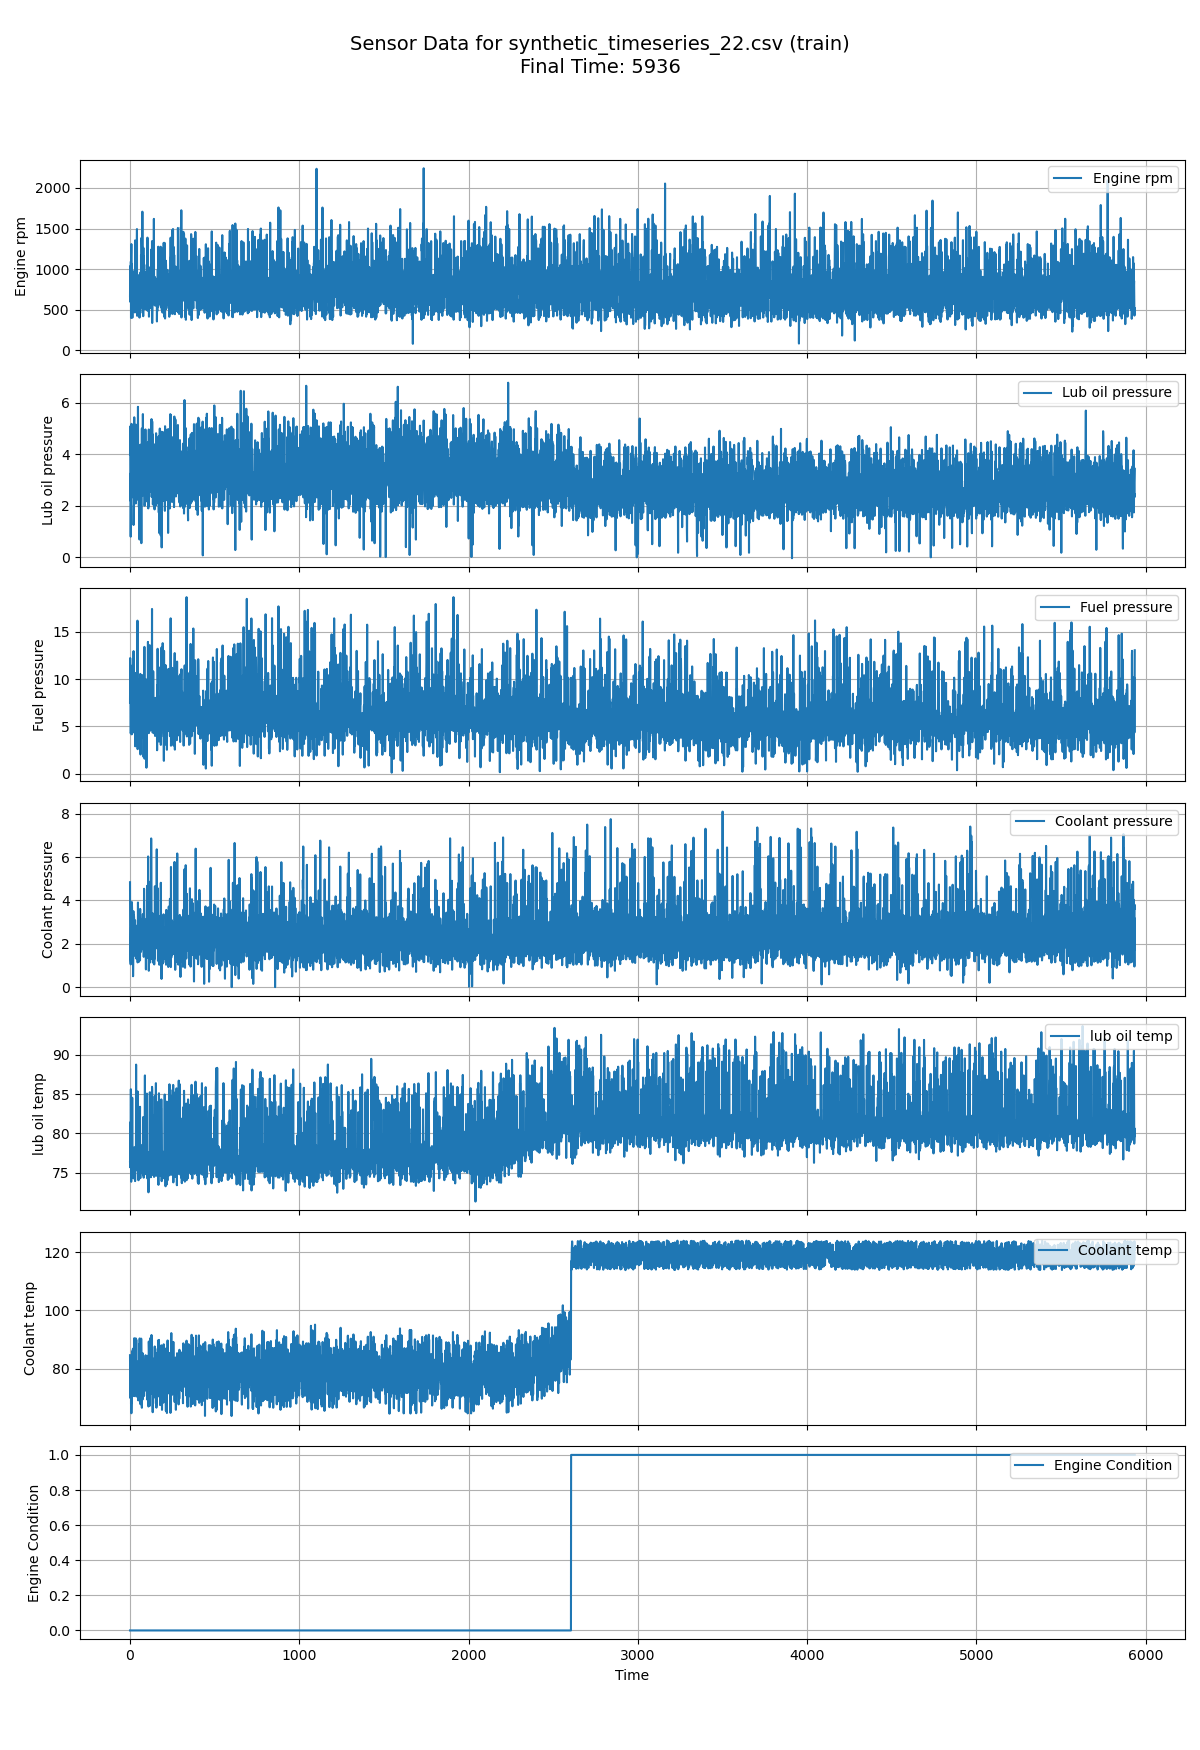 Sensor Data for synthetic_timeseries_22.csv (train)
Final Time: 5936
Engine rpm
2000
1500
1000
500
0
Engine rpm
Lub oil pressure
6
4
2
0
Lub oil pressure
Fuel pressure
15
10
5
0
Fuel pressure
Coolant pressure
8
6
4
2
0
Coolant pressure
lub oil temp
90
85
80
75
lub oil temp
Coolant temp
120
100
80
Coolant temp
Engine Condition
1.0
0.8
0.6
0.4
0.2
0.0
Engine Condition
0 1000 2000 3000 4000 5000 6000
Time